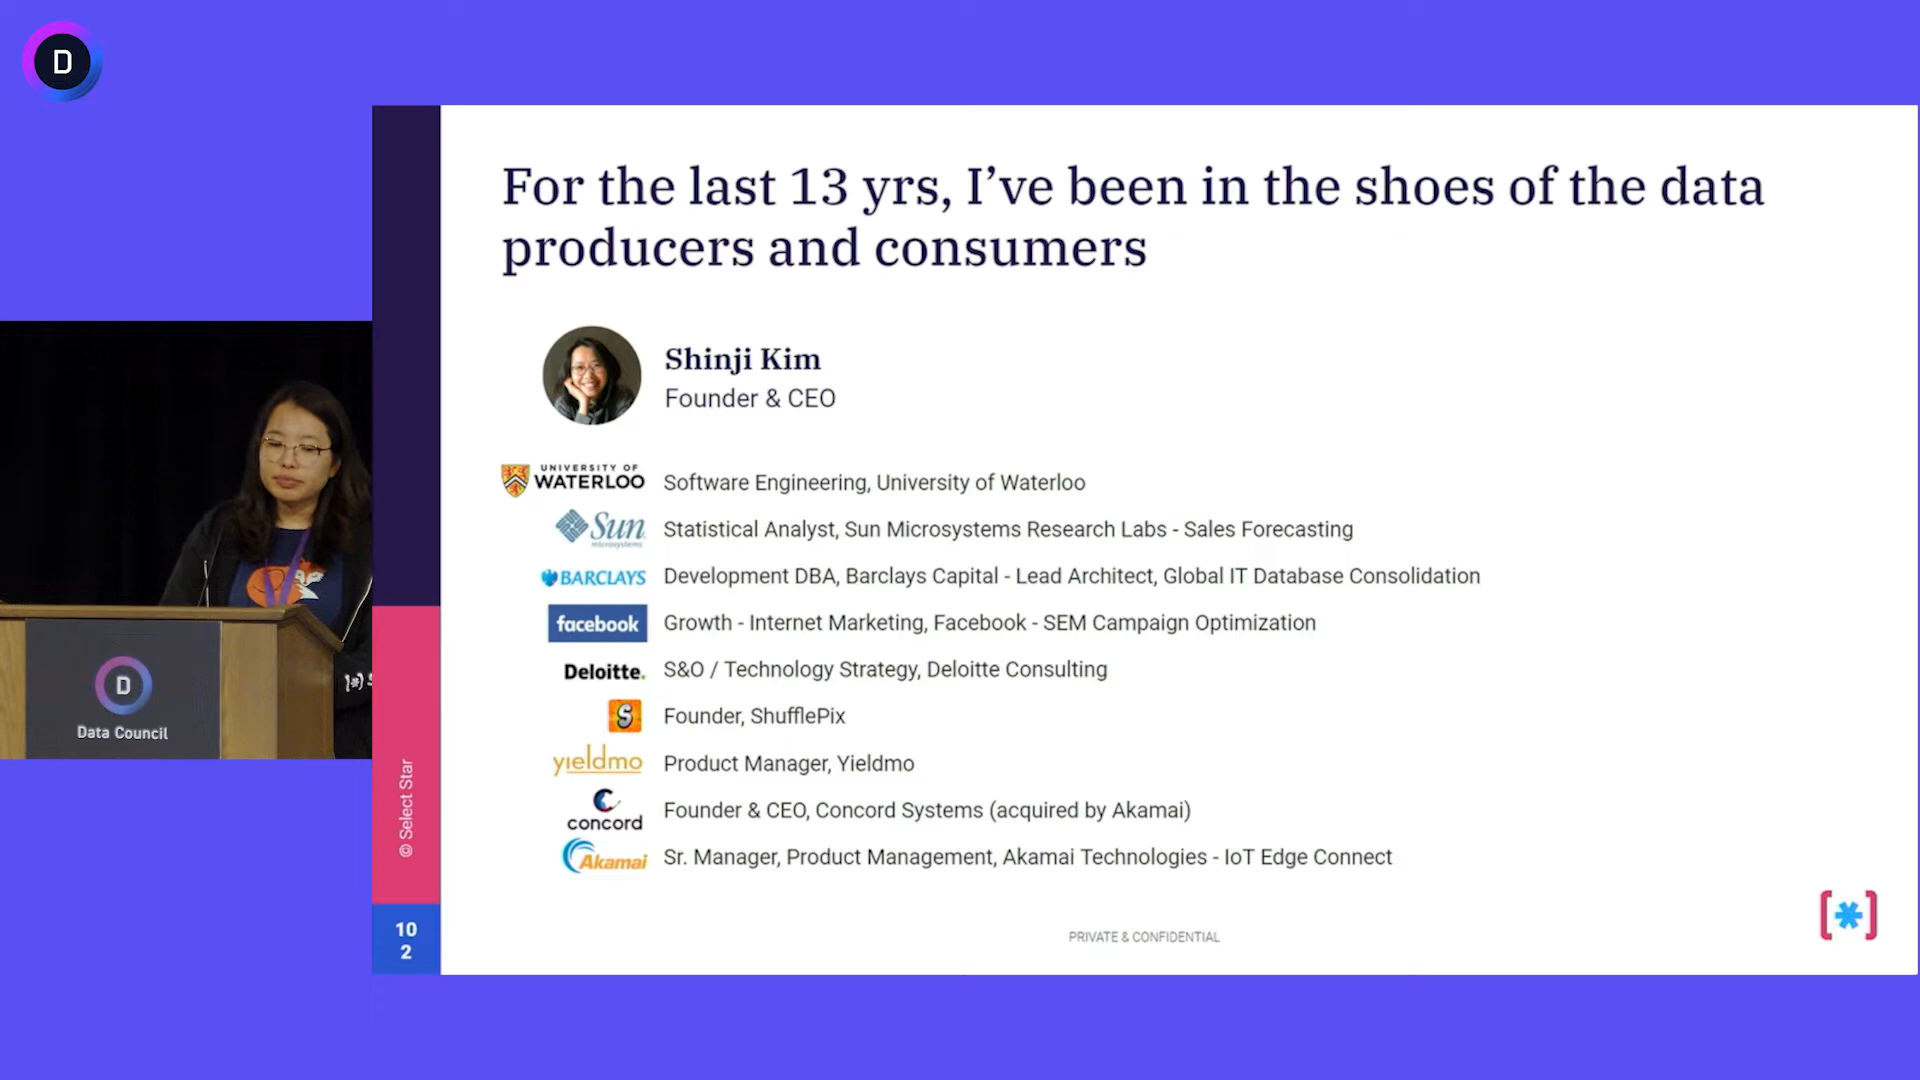 D
For the last 13 yrs, I've been in the shoes of the data
producers and consumers
Shinji Kim
Founder & CEO
UNIVERSITY OF
WATERLOO
Software Engineering, University of Waterloo
Sun
microsystems
Statistical Analyst, Sun Microsystems Research Labs - Sales Forecasting
BARCLAYS
Development DBA, Barclays Capital - Lead Architect, Global IT Database Consolidation
facebook
Growth - Internet Marketing, Facebook - SEM Campaign Optimization
Deloitte.
S&O / Technology Strategy, Deloitte Consulting
S
Founder, ShufflePix
yieldmo
Product Manager, Yieldmo
concord
Founder & CEO, Concord Systems (acquired by Akamai)
Akamai
Sr. Manager, Product Management, Akamai Technologies - IoT Edge Connect
© Select Star
10
2
PRIVATE & CONFIDENTIAL
[*]
D
Data Council
[*] S